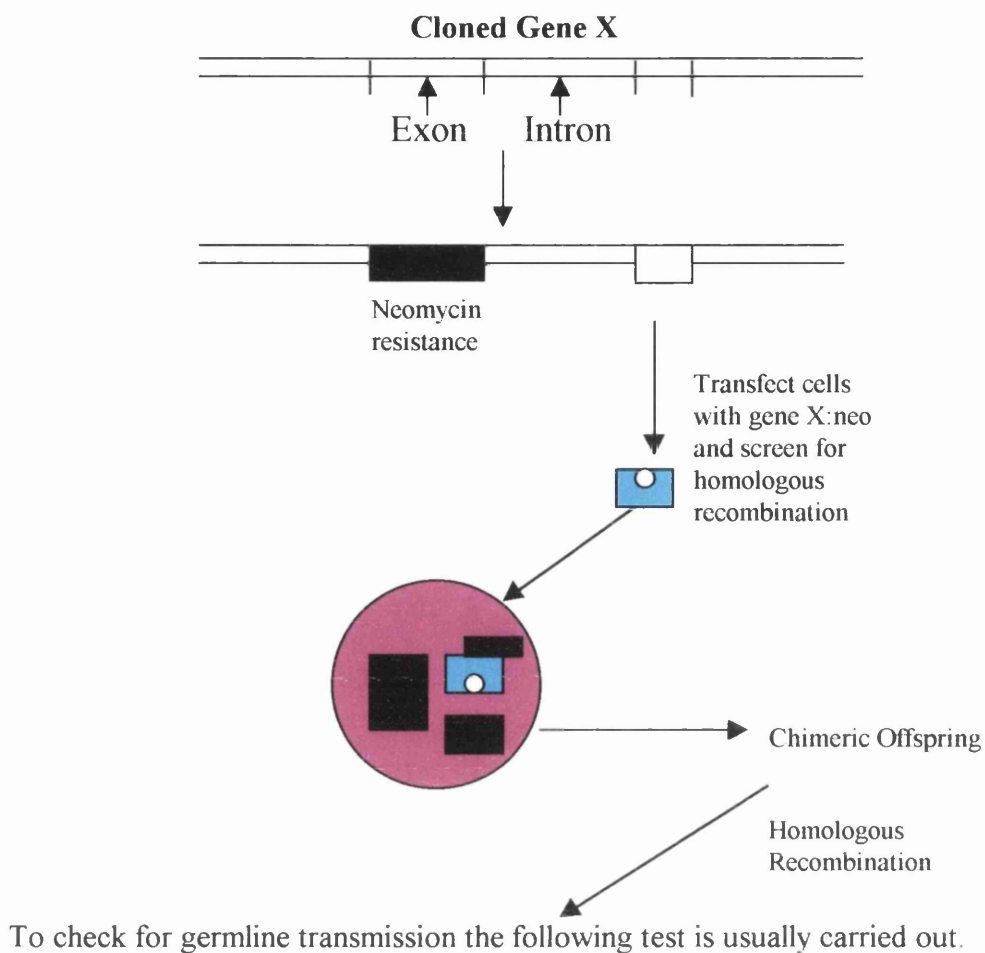 Cloned Gene X
Exon
Intron
Neomycin
resistance
Transfect cells
with gene X:neo
and screen for
homologous
recombination
Chimeric Offspring
Homologous
Recombination
To check for germline transmission the following test is usually carried out.